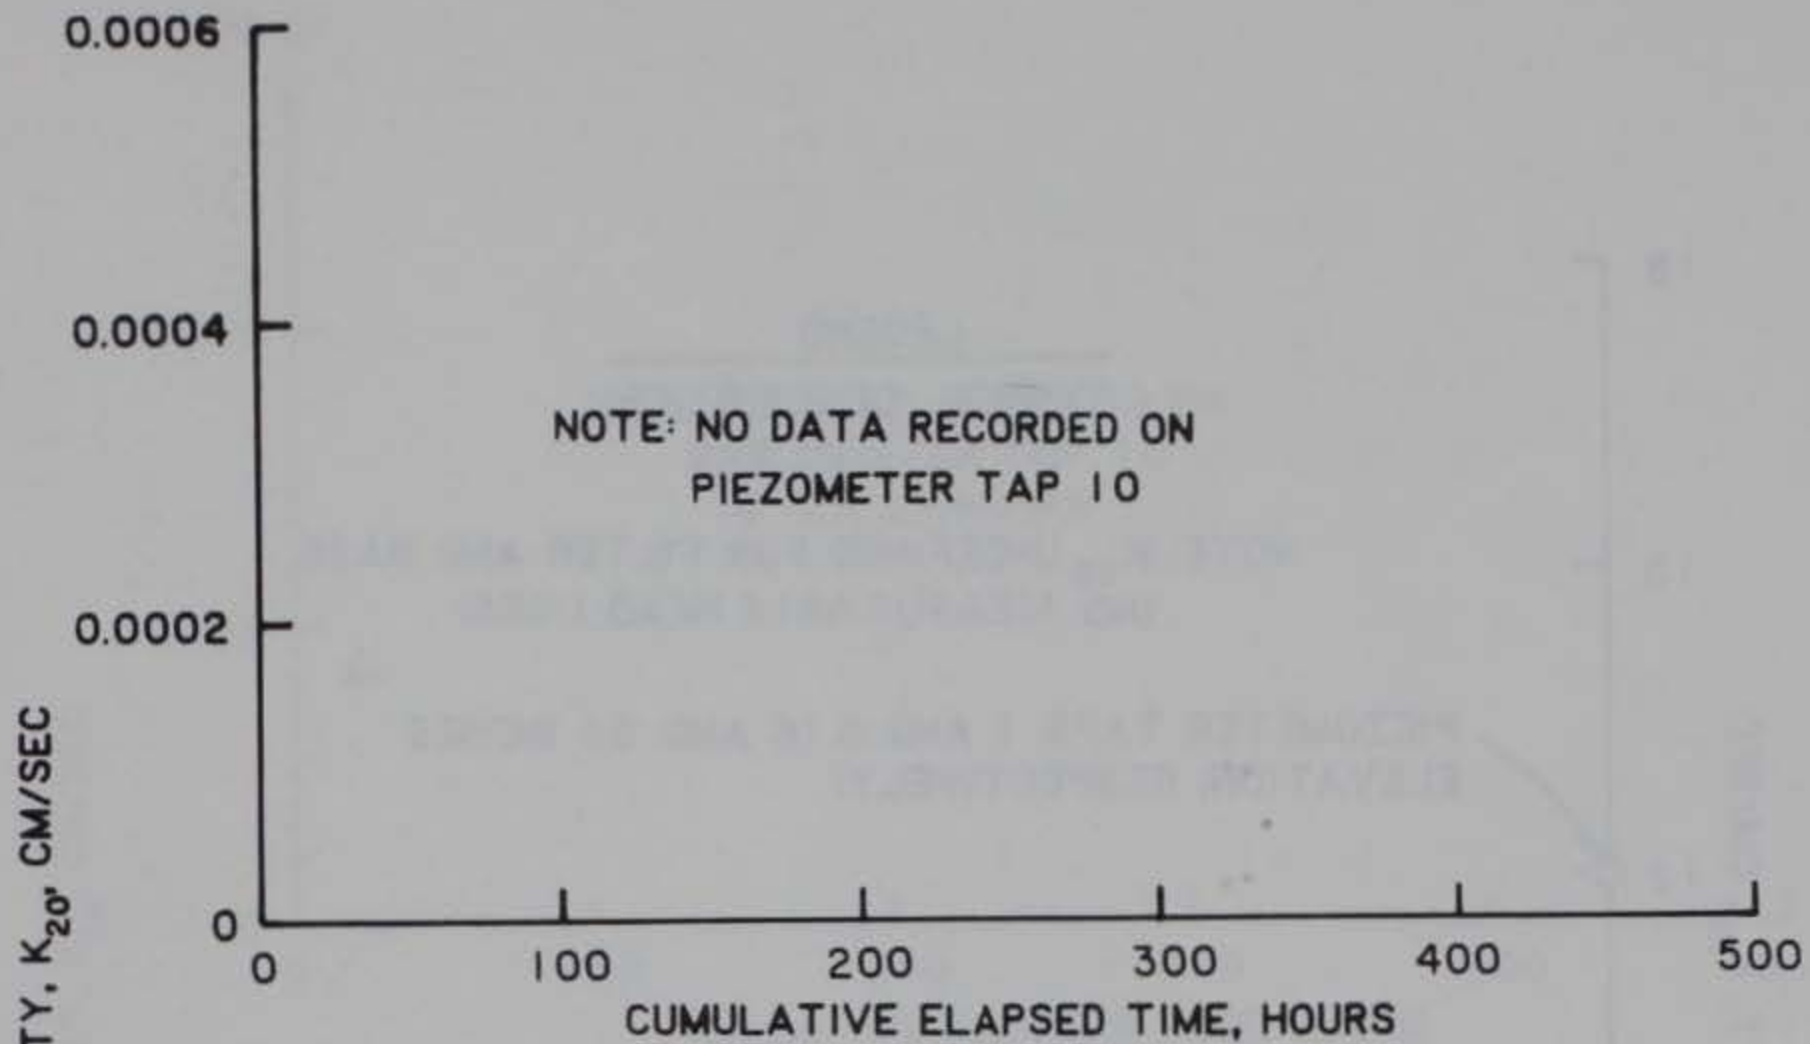 0.0006
0.0004
NOTE: NO DATA RECORDED ON
PIEZOMETER TAP 10
0.0002
K20, CM/SEC
0
0 100 200 300 400 500
CUMULATIVE ELAPSED TIME, HOURS